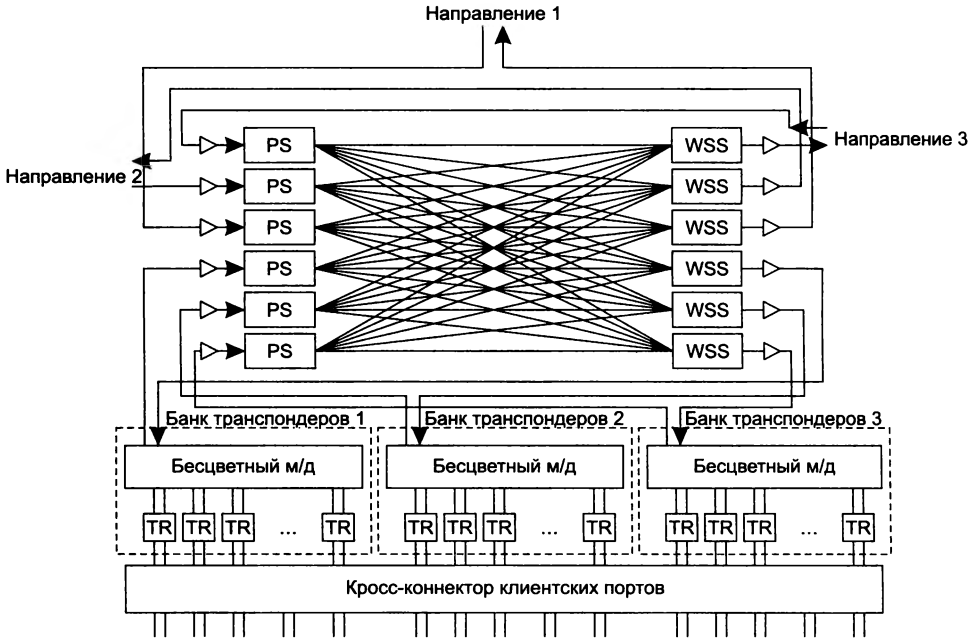 Направление 1
PS WSS
Направление 3
Направление 2
PS WSS
PS WSS
PS WSS
PS WSS
PS WSS
Банк транспондеров 1 Банк транспондеров 2 Банк транспондеров 3
Бесцветный м/д Бесцветный м/д Бесцветный м/д
TR TR TR ... TR TR TR TR ... TR TR TR TR ... TR
Кросс-коннектор клиентских портов